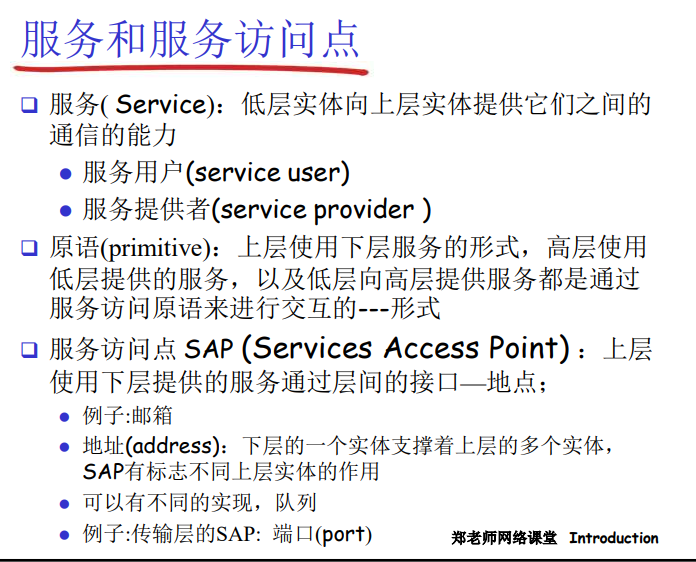 服务和服务访问点
服务( Service)：低层实体向上层实体提供它们之间的
通信的能力
服务用户(service user)
服务提供者(service provider )
原语(primitive)：上层使用下层服务的形式，高层使用
低层提供的服务，以及低层向高层提供服务都是通过
服务访问原语来进行交互的---形式
服务访问点 SAP (Services Access Point)：上层
使用下层提供的服务通过层间的接口—地点；
例子:邮箱
地址(address)：下层的一个实体支撑着上层的多个实体，
SAP有标志不同上层实体的作用
可以有不同的实现，队列
例子:传输层的SAP: 端口(port)
郑老师网络课堂 Introduction